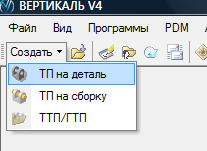 ВЕРТИКАЛЬ V4
Файл Вид Программы PDM
Создать
ТП на деталь
ТП на сборку
ТТП/ГТП